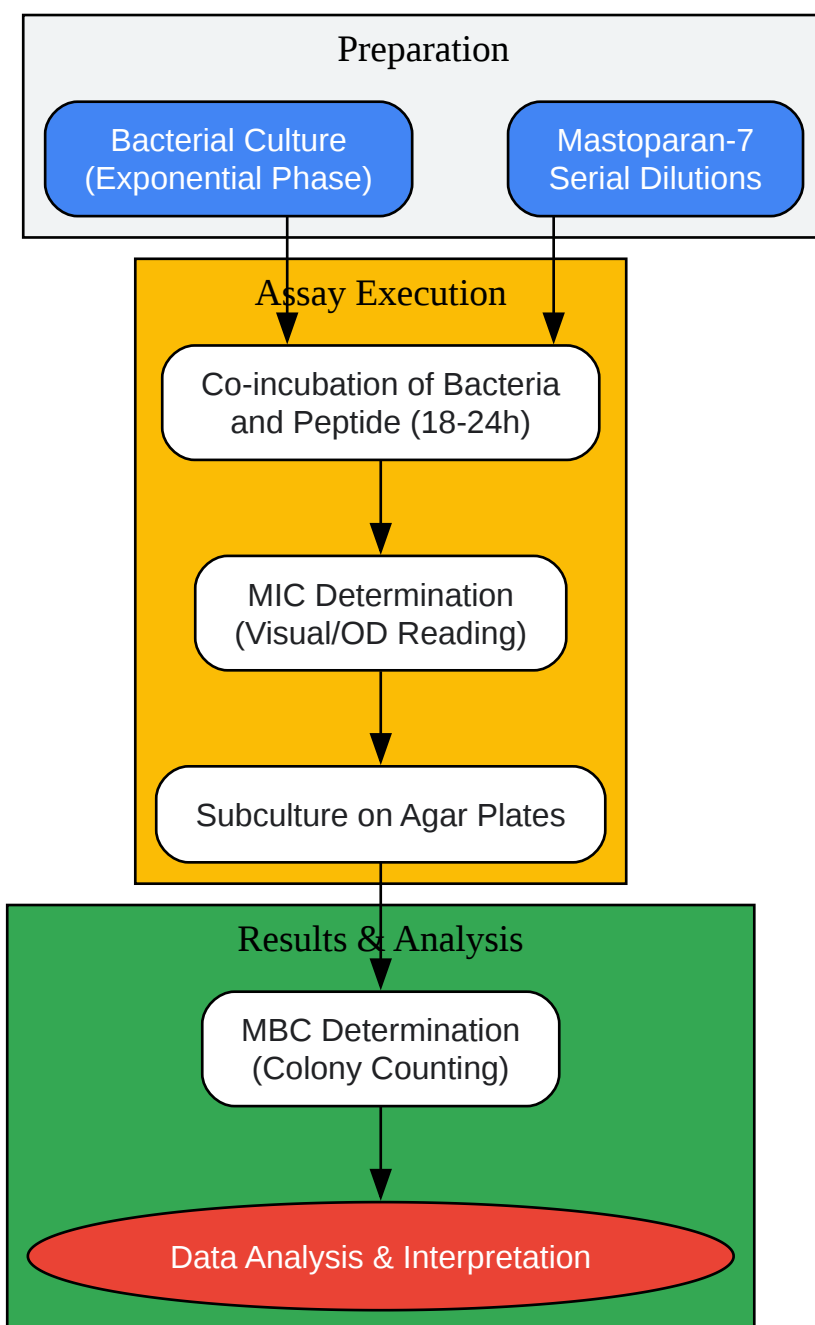 Preparation
Bacterial Culture
(Exponential Phase)
Mastoparan-7
Serial Dilutions
Assay Execution
Co-incubation of Bacteria
and Peptide (18-24h)
MIC Determination
(Visual/OD Reading)
Subculture on Agar Plates
Results & Analysis
MBC Determination
(Colony Counting)
Data Analysis & Interpretation